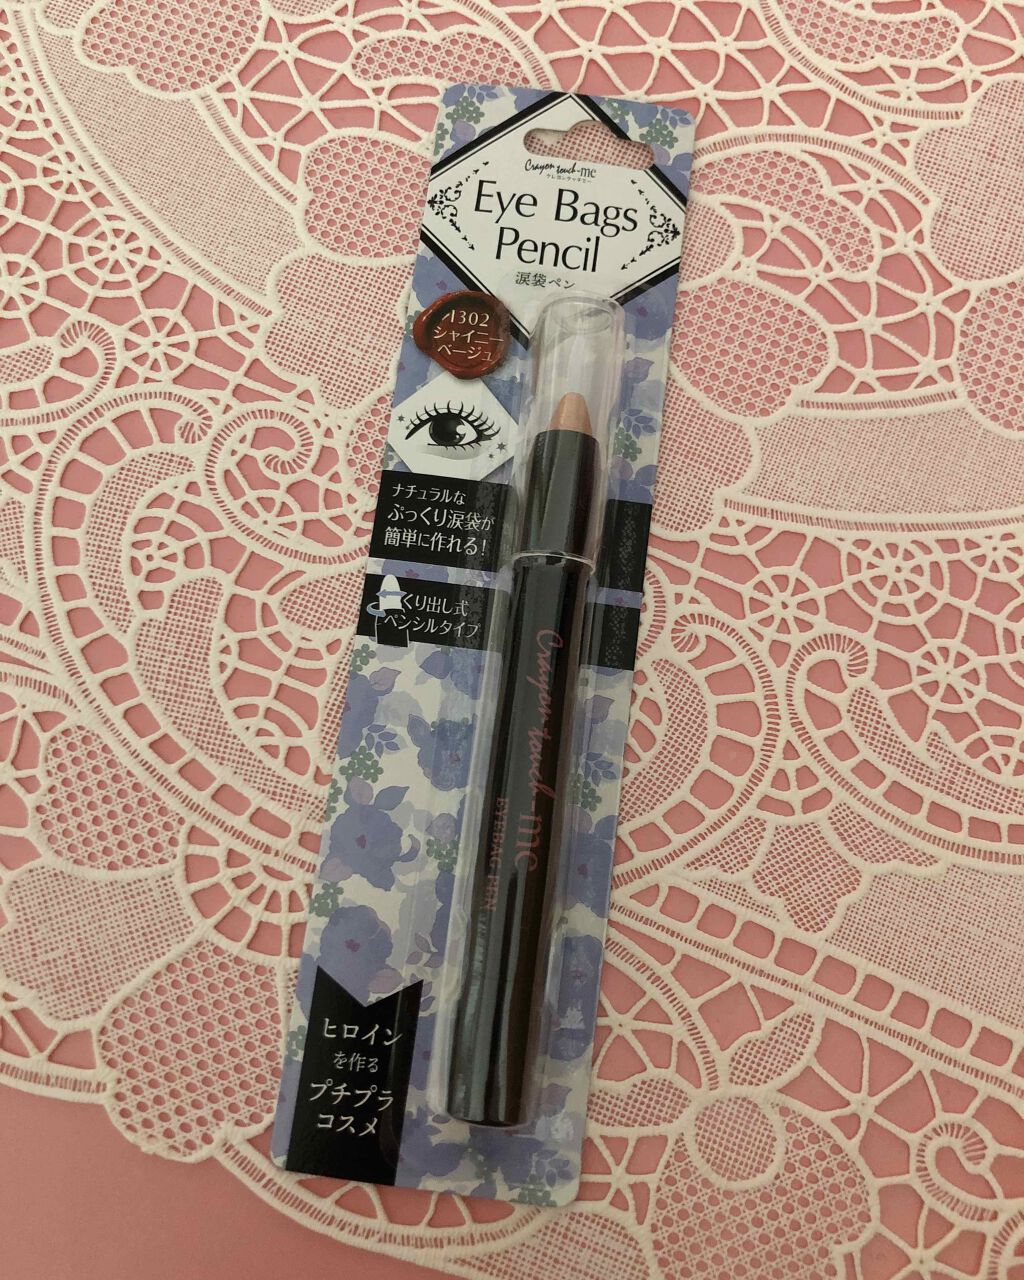 Crayon touch-me
クレヨンタッチミー
Eye Bags
Pencil
涙袋ペン
1302
シャイニー
ベージュ
ナチュラルな
ぷっくり涙袋が
簡単に作れる!
くり出し式
ペンシルタイプ
Crayon touch-me
EYEBAG PEN
ヒロイン
を作る
プチプラ
コスメ